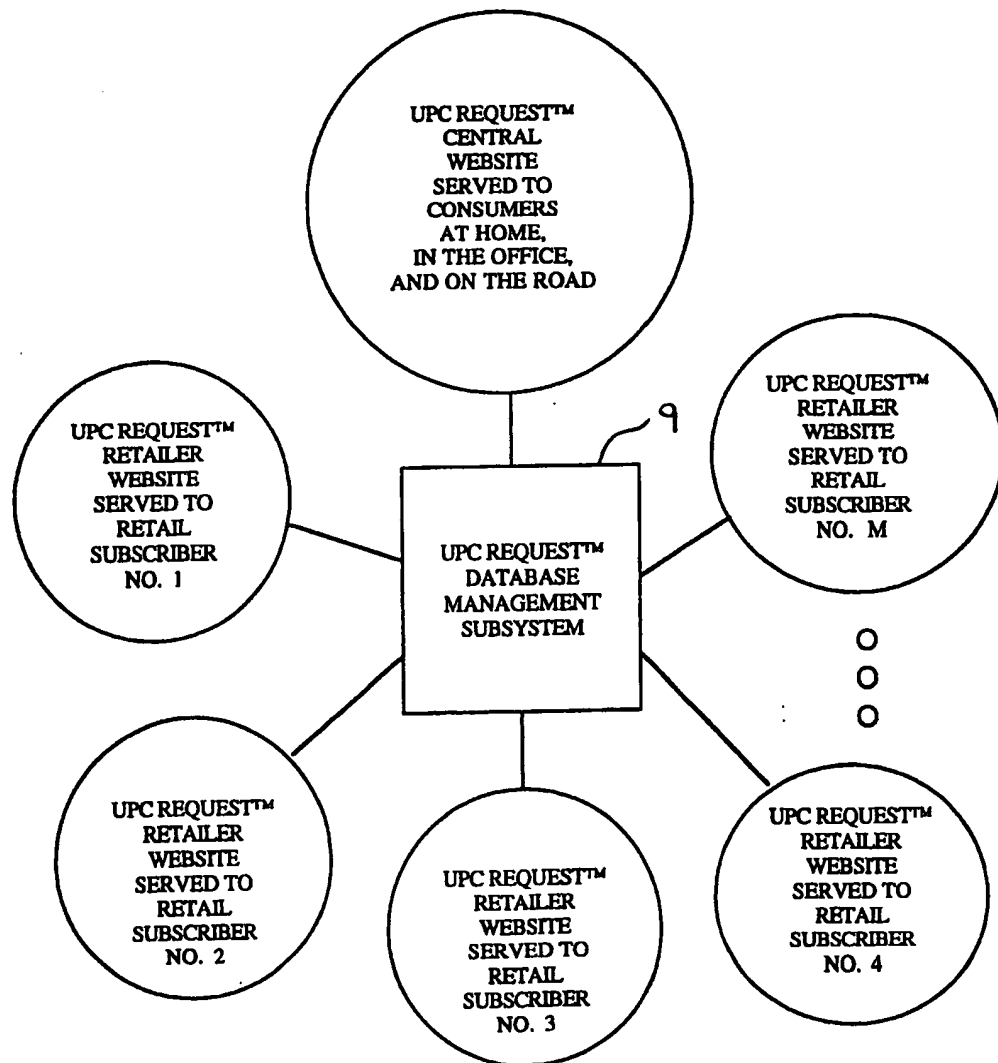 UPC REQUEST™
CENTRAL
WEBSITE
SERVED TO
CONSUMERS
AT HOME,
IN THE OFFICE,
AND ON THE ROAD
UPC REQUEST™
RETAILER
WEBSITE
SERVED TO
RETAIL
SUBSCRIBER
NO. 1
9
UPC REQUEST™
RETAILER
WEBSITE
SERVED TO
RETAIL
SUBSCRIBER
NO. M
UPC REQUEST™
DATABASE
MANAGEMENT
SUBSYSTEM
UPC REQUEST™
RETAILER
WEBSITE
SERVED TO
RETAIL
SUBSCRIBER
NO. 2
UPC REQUEST™
RETAILER
WEBSITE
SERVED TO
RETAIL
SUBSCRIBER
NO. 3
UPC REQUEST™
RETAILER
WEBSITE
SERVED TO
RETAIL
SUBSCRIBER
NO. 4